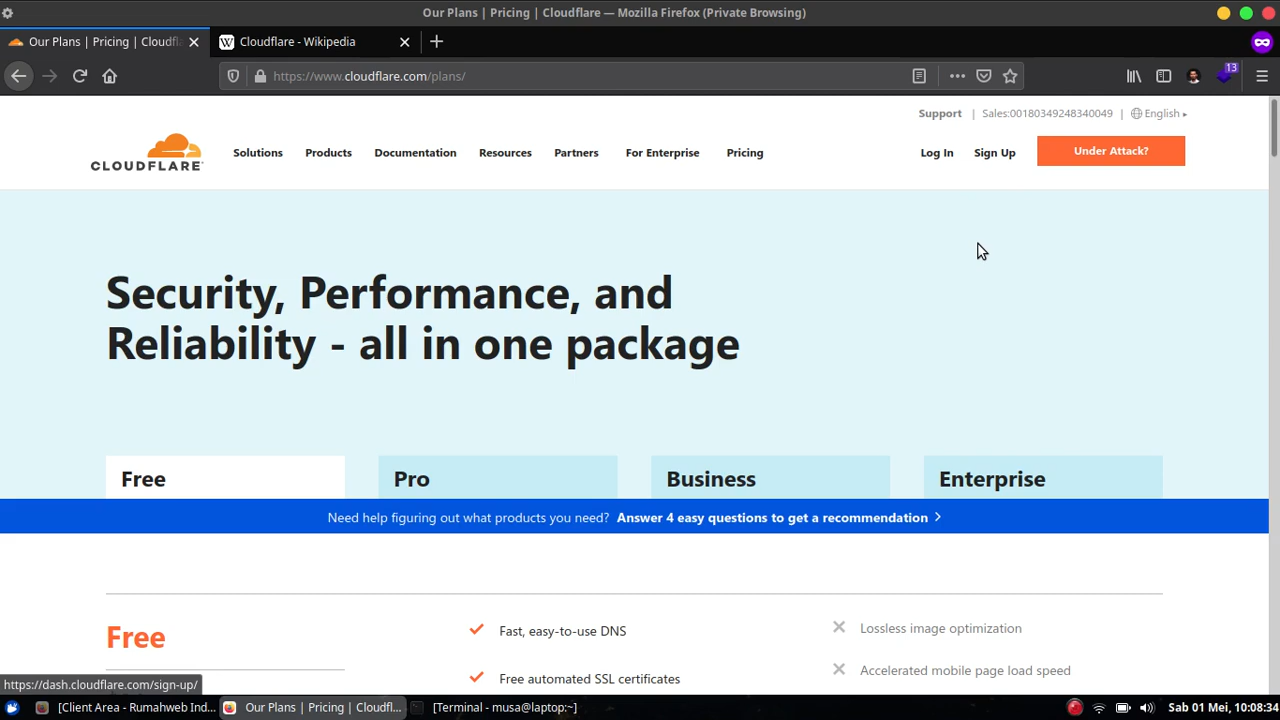 Our Plans | Pricing | Cloudflare — Mozilla Firefox (Private Browsing)
Our Plans | Pricing | Cloudfla
Cloudflare - Wikipedia
https://www.cloudflare.com/plans/
13
Support | Sales:00180349248340049 | English ▸
CLOUDFLARE
Solutions Products Documentation Resources Partners For Enterprise Pricing
Log In Sign Up Under Attack?
Security, Performance, and
Reliability - all in one package
Free Pro Business Enterprise
Need help figuring out what products you need? Answer 4 easy questions to get a recommendation >
Free
Fast, easy-to-use DNS
Lossless image optimization
Free automated SSL certificates
Accelerated mobile page load speed
https://dash.cloudflare.com/sign-up/
[Client Area - Rumahweb Ind...
Our Plans | Pricing | Cloudfl...
[Terminal - musa@laptop:~]
Sab 01 Mei, 10:08:34